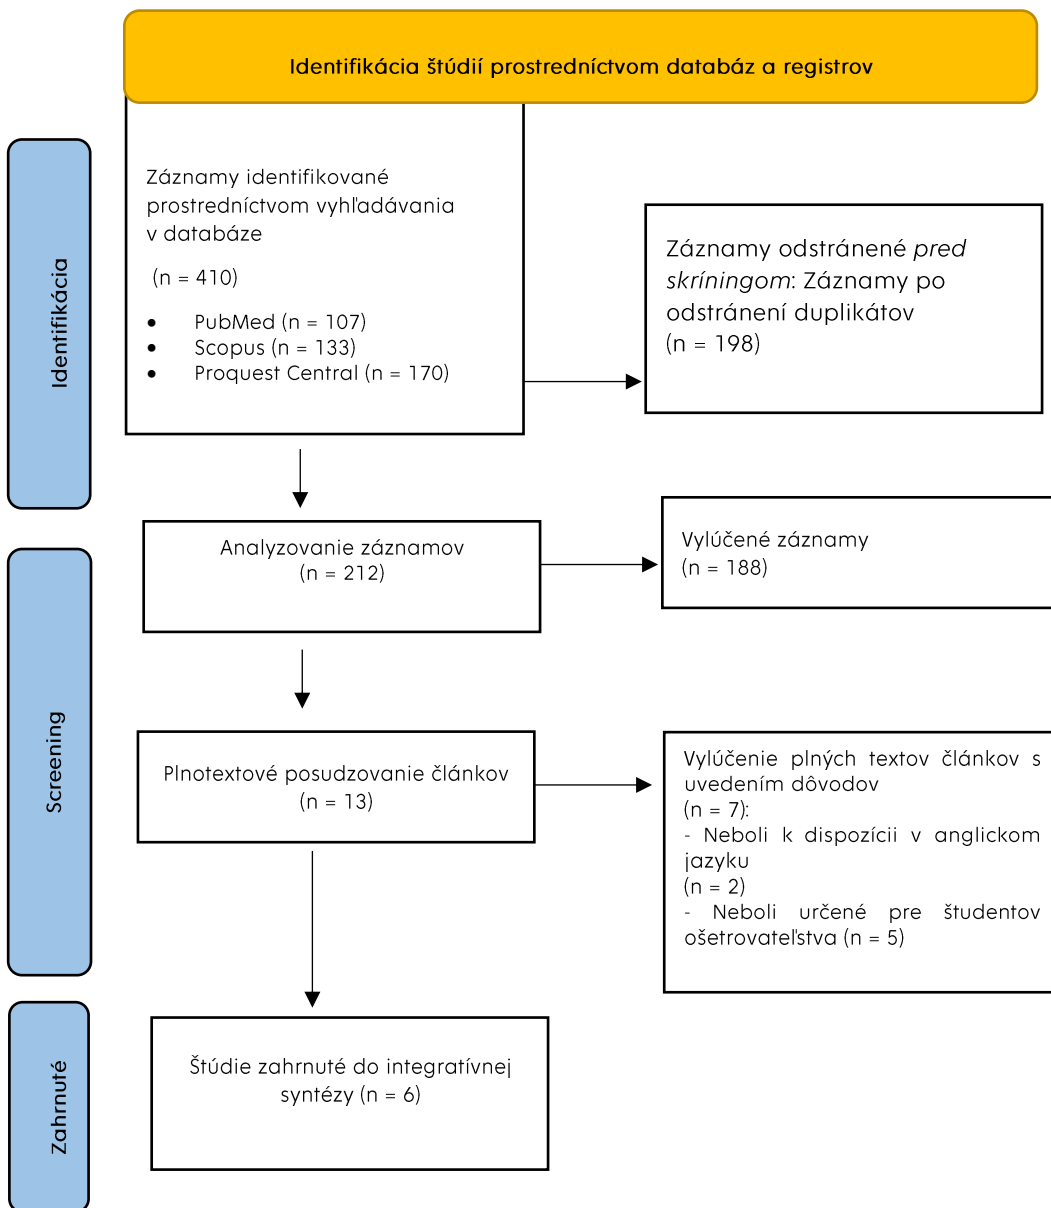 Identifikácia štúdií prostredníctvom databáz a registrov
Identifikácia
Záznamy identifikované
prostredníctvom vyhľadávania
v databáze
(n = 410)
• PubMed (n = 107)
• Scopus (n = 133)
• Proquest Central (n = 170)
Záznamy odstránené pred
skríningom: Záznamy po
odstránení duplikátov
(n = 198)
Screening
Analyzovanie záznamov
(n = 212)
Vylúčené záznamy
(n = 188)
Plnotextové posudzovanie článkov
(n = 13)
Vylúčenie plných textov článkov s
uvedením dôvodov
(n = 7):
- Neboli k dispozícii v anglickom
jazyku
(n = 2)
- Neboli určené pre študentov
ošetrovateľstva (n = 5)
Zahrnuté
Štúdie zahrnuté do integratívnej
syntézy (n = 6)